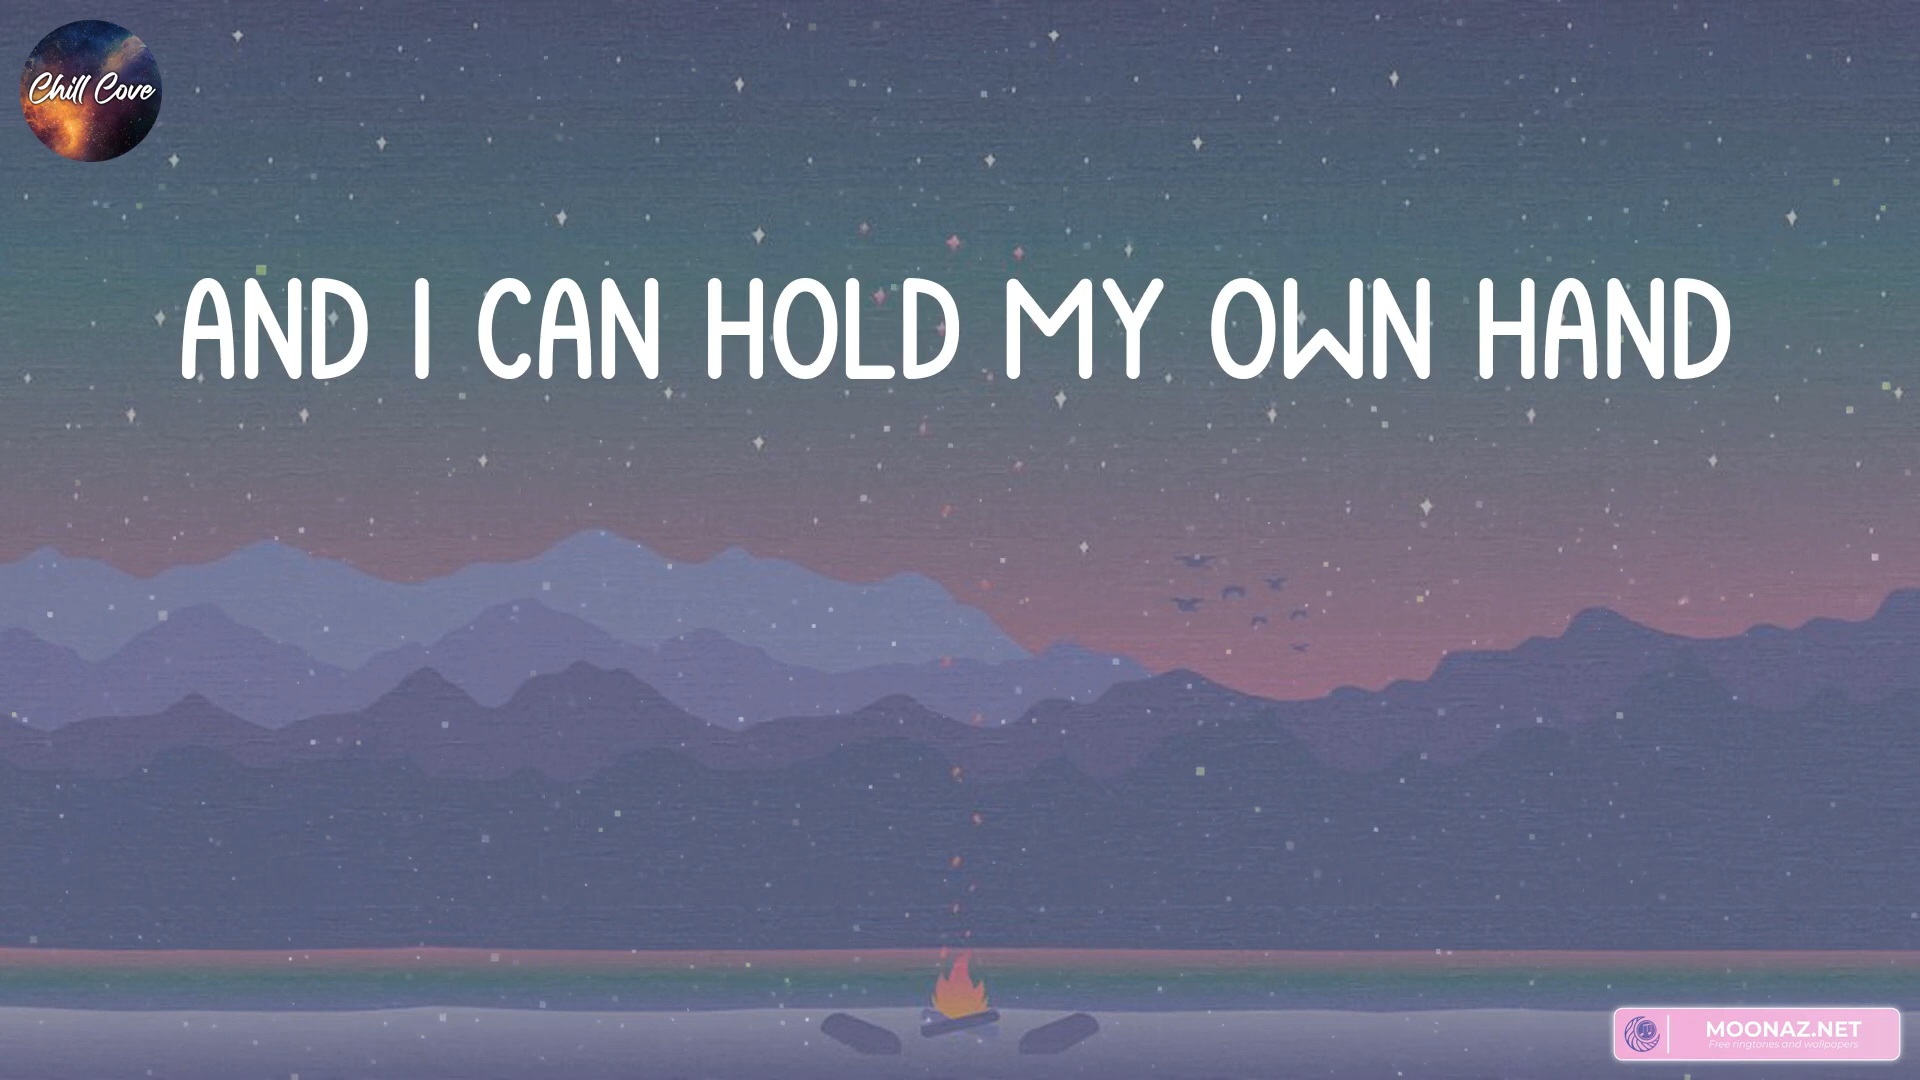 Chill Cove
AND I CAN HOLD MY OWN HAND
MOONAZ.NET
Free ringtones and wallpapers